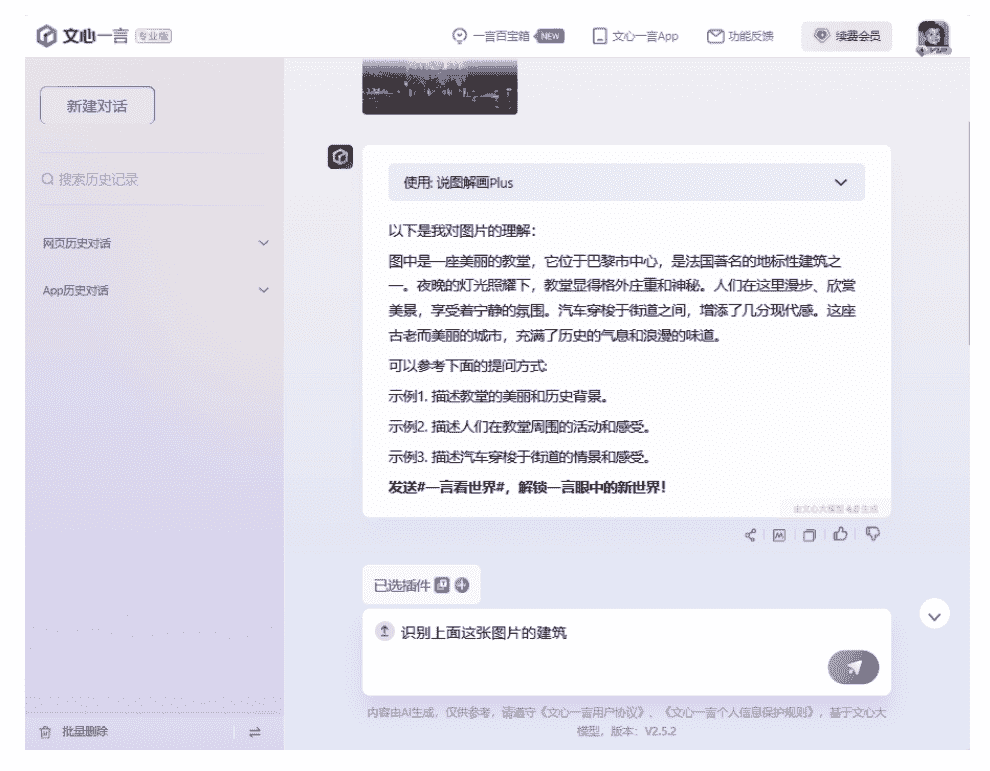 文心一言 专业版
一言百宝箱 NEW
文心一言App
功能反馈
续费会员
新建对话
搜索历史记录
网页历史对话
App历史对话
使用: 说图解画Plus
以下是我对图片的理解：
图中是一座美丽的教堂，它位于巴黎市中心，是法国著名的地标性建筑之
一。夜晚的灯光照耀下，教堂显得格外庄重和神秘。人们在这里漫步、欣赏
美景，享受着宁静的氛围。汽车穿梭于街道之间，增添了几分现代感。这座
古老而美丽的城市，充满了历史的气息和浪漫的味道。
可以参考下面的提问方式:
示例1. 描述教堂的美丽和历史背景。
示例2. 描述人们在教堂周围的活动和感受。
示例3. 描述汽车穿梭于街道的情景和感受。
发送#一言看世界#，解锁一言眼中的新世界！
由文心大模型 4.0 生成
已选插件
识别上面这张图片的建筑
内容由AI生成，仅供参考，请遵守《文心一言用户协议》、《文心一言个人信息保护规则》，基于文心大
模型，版本：V2.5.2
批量删除